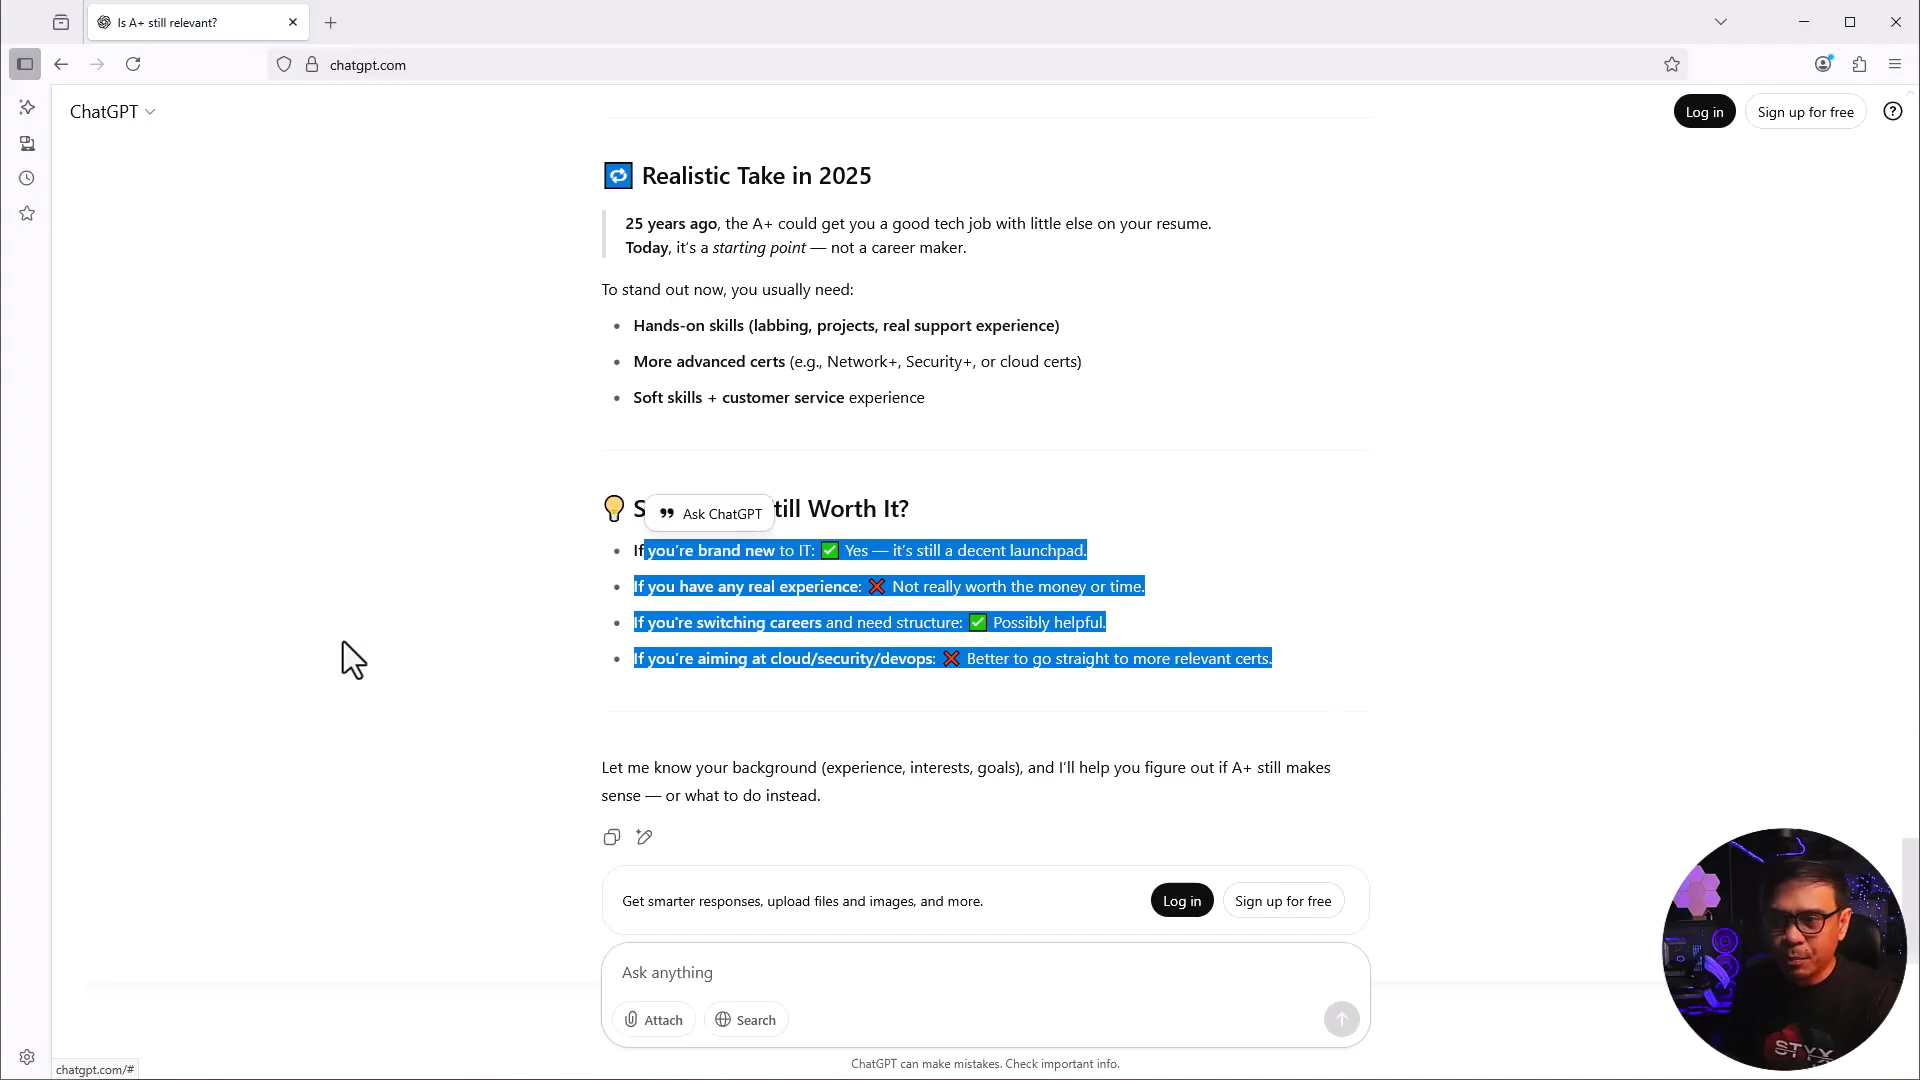 Is A+ still relevant?
chatgpt.com
ChatGPT
Log in
Sign up for free
Realistic Take in 2025
25 years ago, the A+ could get you a good tech job with little else on your resume.
Today, it's a starting point — not a career maker.
To stand out now, you usually need:
Hands-on skills (labbing, projects, real support experience)
More advanced certs (e.g., Network+, Security+, or cloud certs)
Soft skills + customer service experience
S
Ask ChatGPT
till Worth It?
If you're brand new to IT: ✅ Yes — it's still a decent launchpad.
If you have any real experience: ❌ Not really worth the money or time.
If you're switching careers and need structure: ✅ Possibly helpful.
If you're aiming at cloud/security/devops: ❌ Better to go straight to more relevant certs.
Let me know your background (experience, interests, goals), and I'll help you figure out if A+ still makes
sense — or what to do instead.
Get smarter responses, upload files and images, and more.
Log in
Sign up for free
Ask anything
Attach
Search
ChatGPT can make mistakes. Check important info.
chatgpt.com/#
STYX